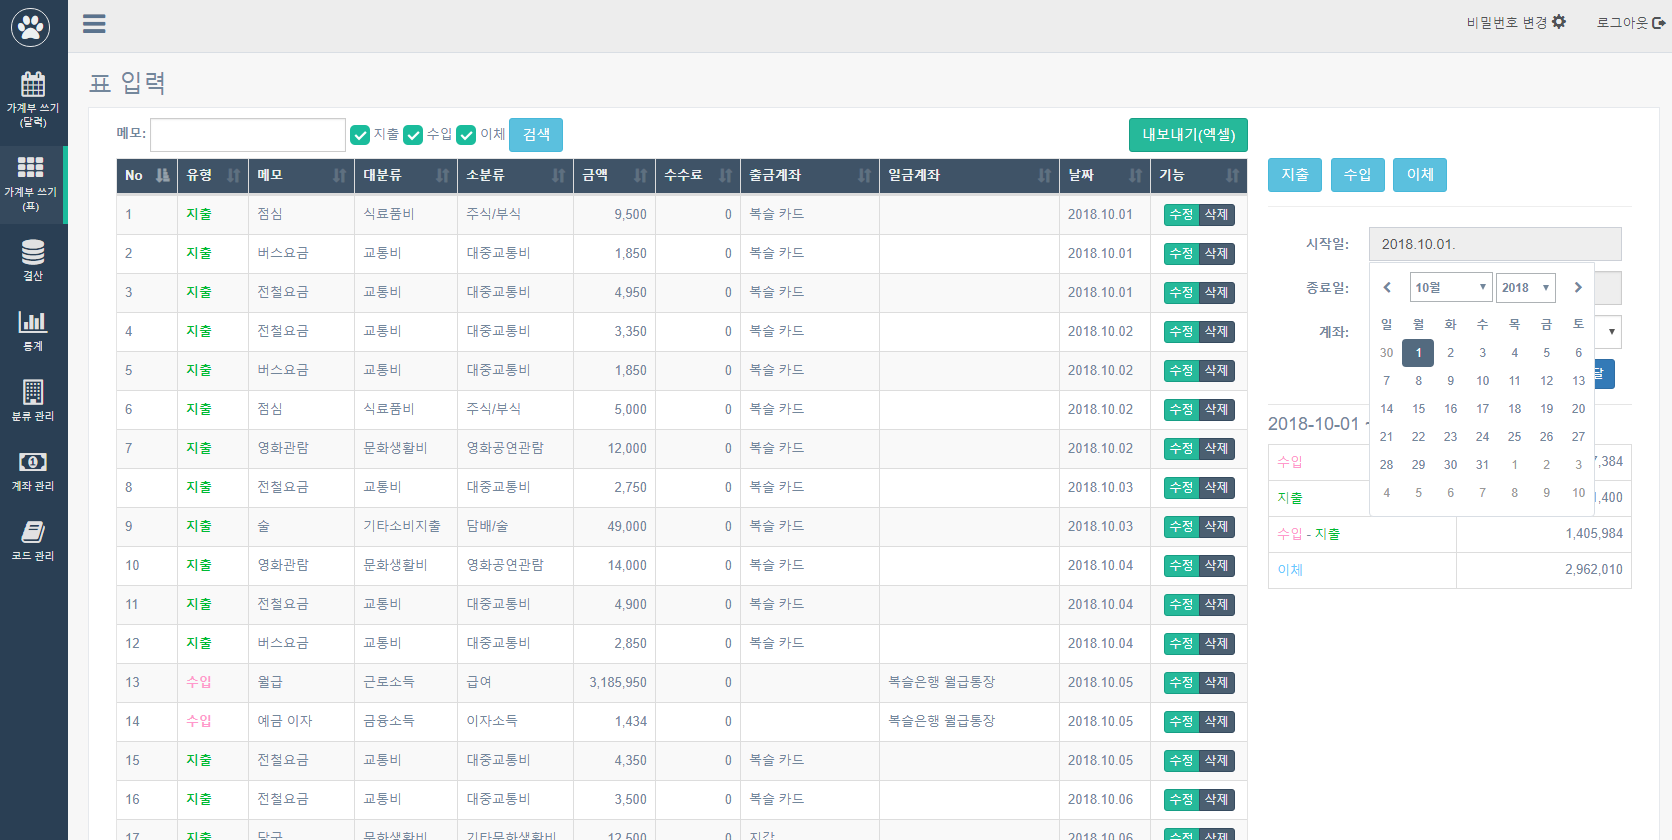 비밀번호 변경
로그아웃
가계부 쓰기
(달력)
가계부 쓰기
(표)
결산
통계
분류 관리
계좌 관리
코드 관리
표 입력
메모: 지출 수입 이체 검색 내보내기(엑셀)
No 유형 메모 대분류 소분류 금액 수수료 출금계좌 일금계좌 날짜 기능
1 지출 점심 식료품비 주식/부식 9,500 0 복슬 카드 2018.10.01 수정 삭제
2 지출 버스요금 교통비 대중교통비 1,850 0 복슬 카드 2018.10.01 수정 삭제
3 지출 전철요금 교통비 대중교통비 4,950 0 복슬 카드 2018.10.01 수정 삭제
4 지출 전철요금 교통비 대중교통비 3,350 0 복슬 카드 2018.10.02 수정 삭제
5 지출 버스요금 교통비 대중교통비 1,850 0 복슬 카드 2018.10.02 수정 삭제
6 지출 점심 식료품비 주식/부식 5,000 0 복슬 카드 2018.10.02 수정 삭제
7 지출 영화관람 문화생활비 영화공연관람 12,000 0 복슬 카드 2018.10.02 수정 삭제
8 지출 전철요금 교통비 대중교통비 2,750 0 복슬 카드 2018.10.03 수정 삭제
9 지출 술 기타소비지출 담배/술 49,000 0 복슬 카드 2018.10.03 수정 삭제
10 지출 영화관람 문화생활비 영화공연관람 14,000 0 복슬 카드 2018.10.04 수정 삭제
11 지출 전철요금 교통비 대중교통비 4,900 0 복슬 카드 2018.10.04 수정 삭제
12 지출 버스요금 교통비 대중교통비 2,850 0 복슬 카드 2018.10.04 수정 삭제
13 수입 월급 근로소득 급여 3,185,950 0 복슬은행 월급통장 2018.10.05 수정 삭제
14 수입 예금 이자 금융소득 이자소득 1,434 0 복슬은행 월급통장 2018.10.05 수정 삭제
15 지출 전철요금 교통비 대중교통비 4,350 0 복슬 카드 2018.10.05 수정 삭제
16 지출 전철요금 교통비 대중교통비 3,500 0 복슬 카드 2018.10.06 수정 삭제
17 지출 당구 문화생활비 기타문화생활비 12,500 0 지갑 2018.10.06 수정 삭제
지출 수입 이체
시작일: 2018.10.01.
종료일:
계좌:
달
10월 2018
일 월 화 수 목 금 토
30 1 2 3 4 5 6
7 8 9 10 11 12 13
14 15 16 17 18 19 20
21 22 23 24 25 26 27
28 29 30 31 1 2 3
4 5 6 7 8 9 10
2018-10-01
수입 7,384
지출 1,400
수입 - 지출 1,405,984
이체 2,962,010